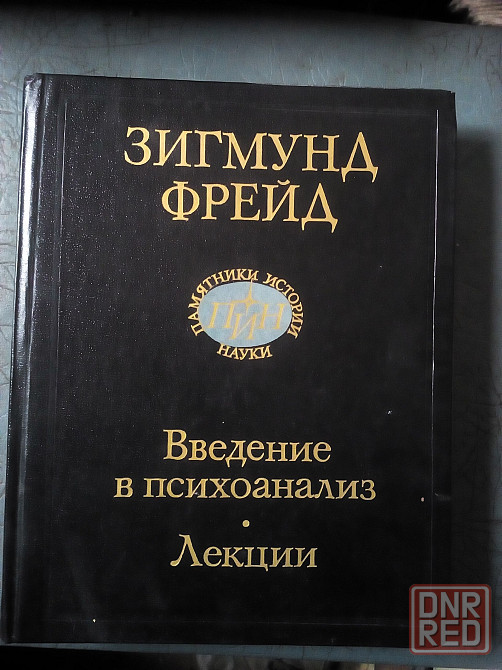 ЗИГМУНД
ФРЕЙД
ПАМЯТНИКИ ИСТОРИИ
ПИН
НАУКИ
Введение
в психоанализ
·
Лекции
DNR
RED